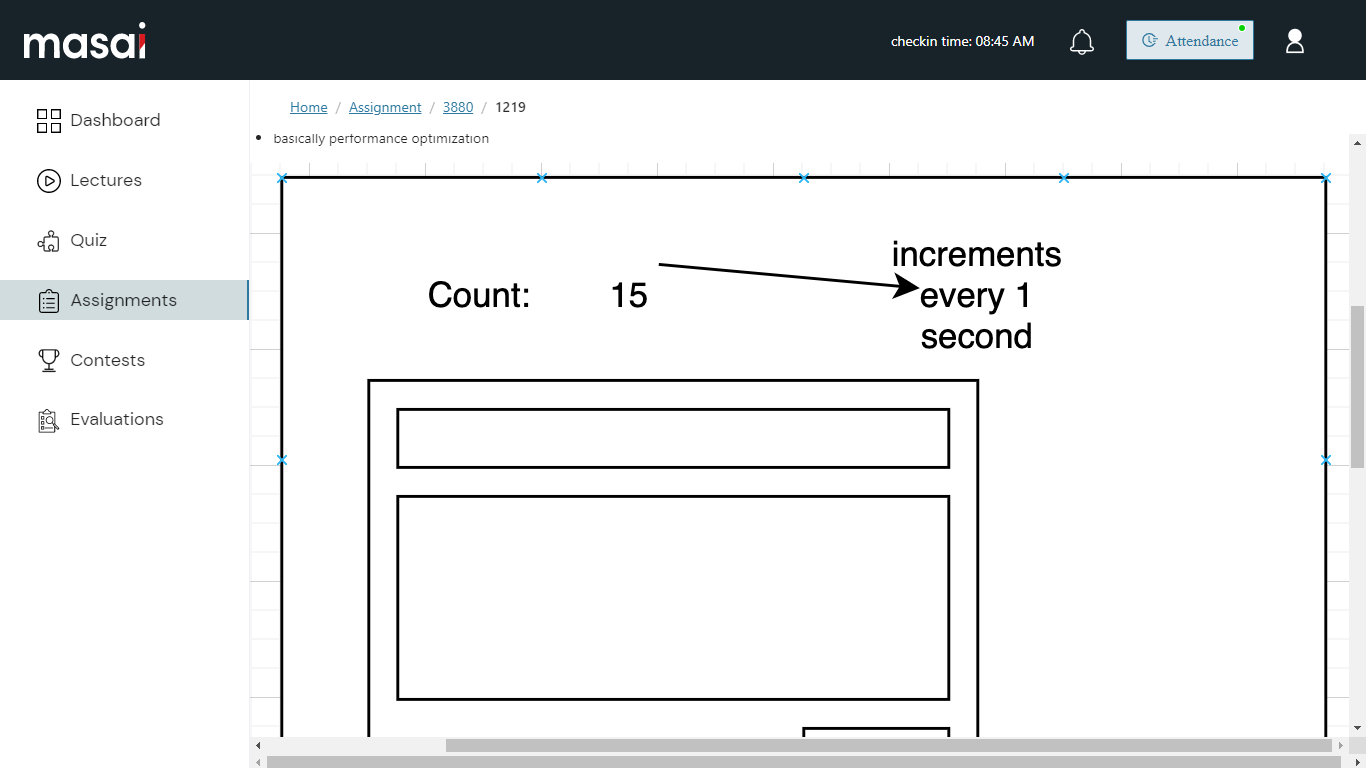 masai
checkin time: 08:45 AM
Attendance
Dashboard
Lectures
Quiz
Assignments
Contests
Evaluations
Home / Assignment / 3880 / 1219
basically performance optimization
increments
every 1
second
Count: 15